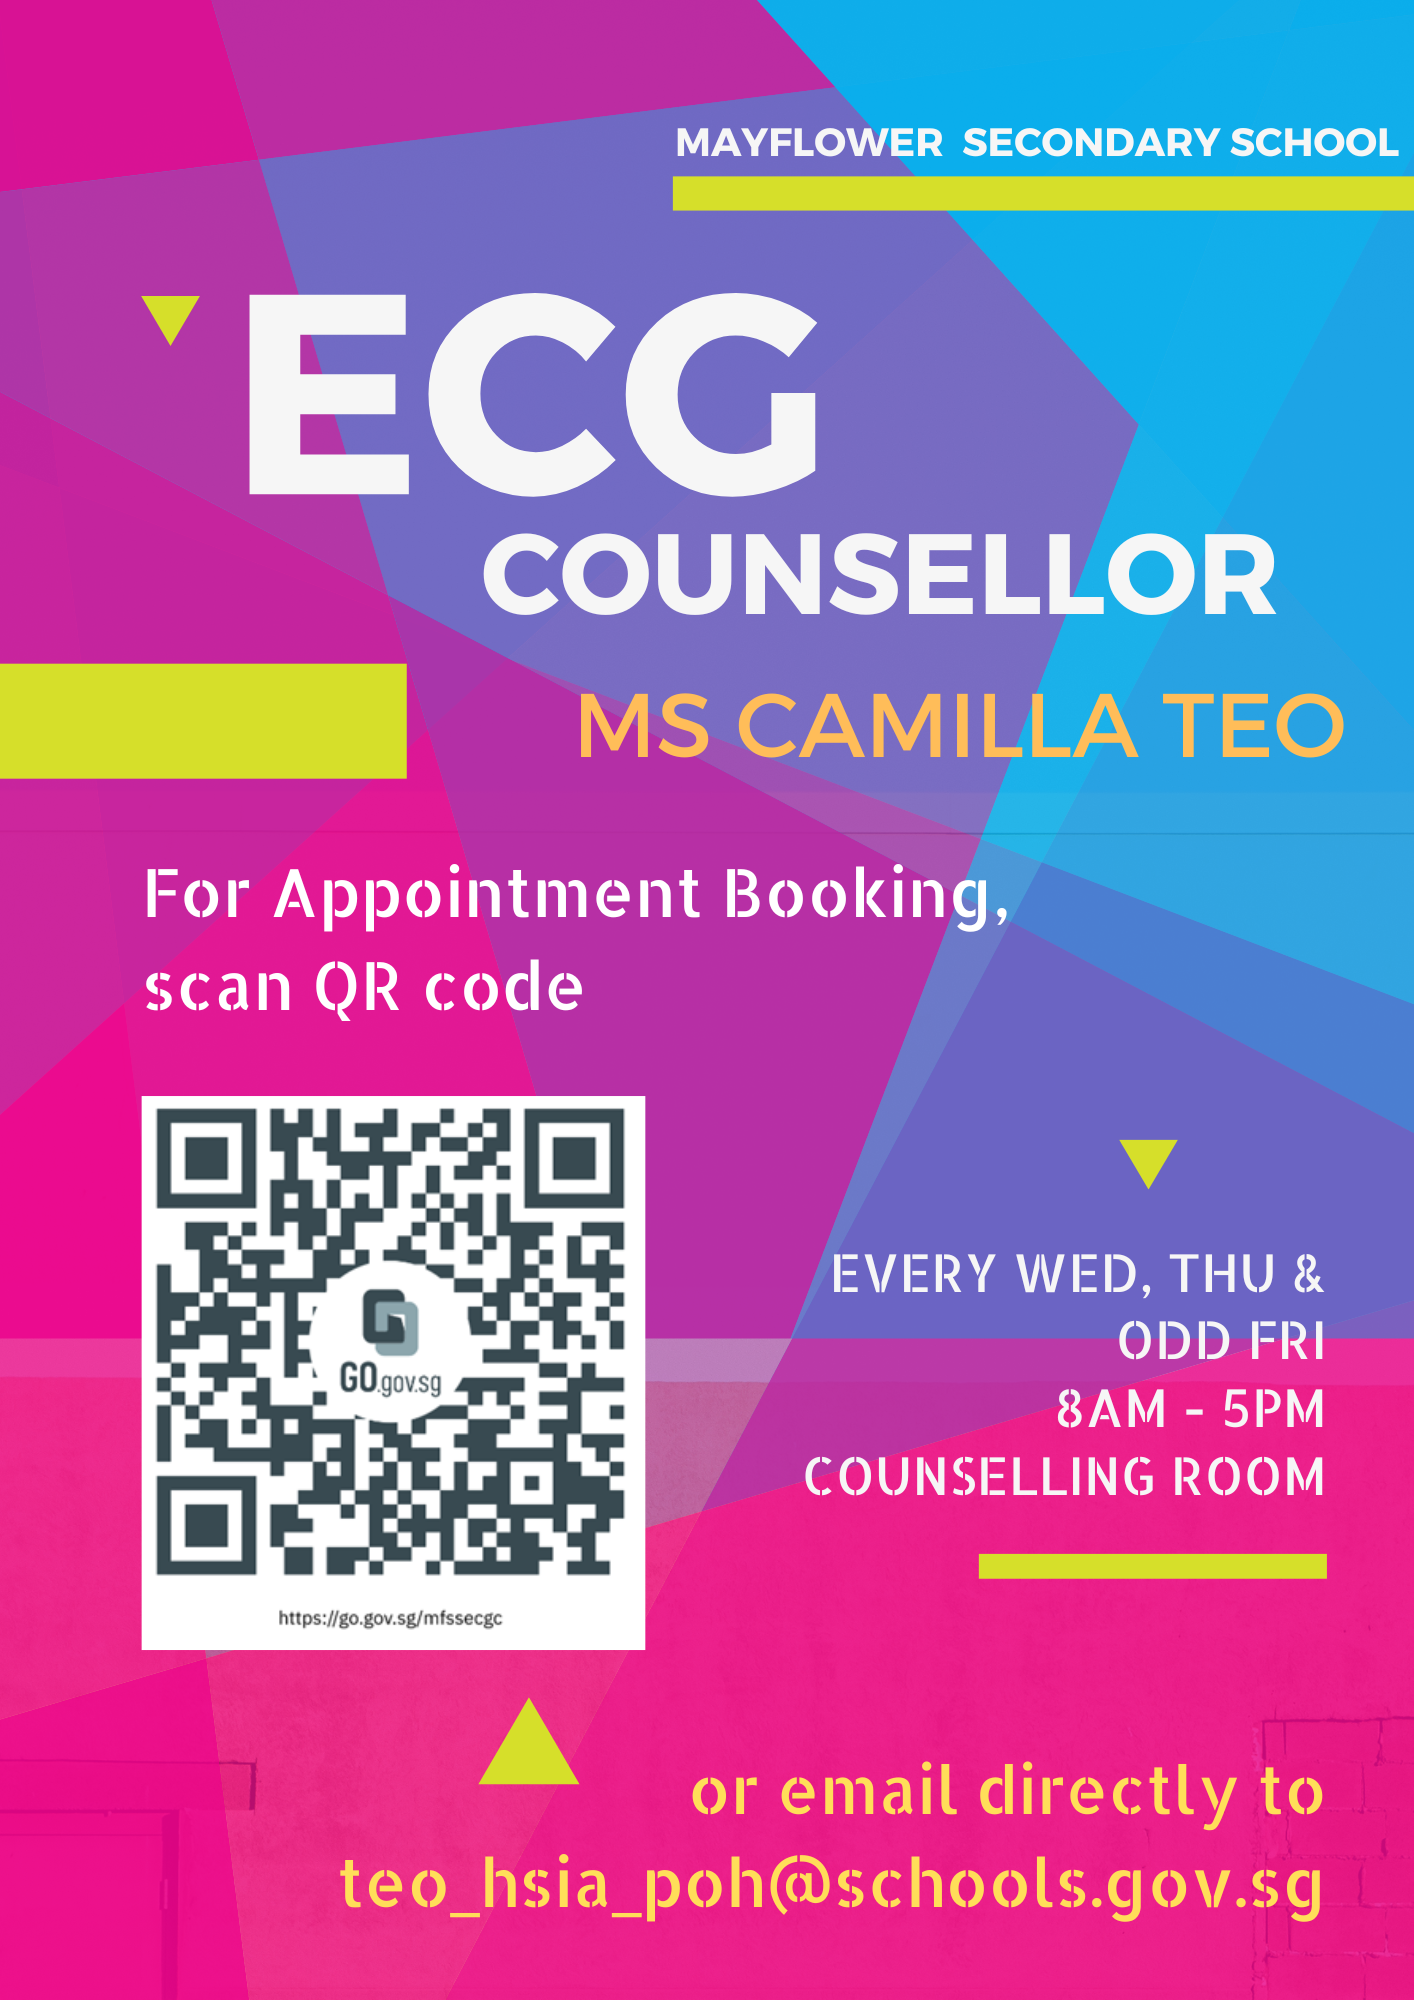 MAYFLOWER SECONDARY SCHOOL
ECG
COUNSELLOR
MS CAMILLA TEO
For Appointment Booking,
scan QR code
GO.gov.sg
https://go.gov.sg/mfssecgc
EVERY WED, THU &
ODD FRI
8AM - 5PM
COUNSELLING ROOM
or email directly to
teo_hsia_poh@schools.gov.sg